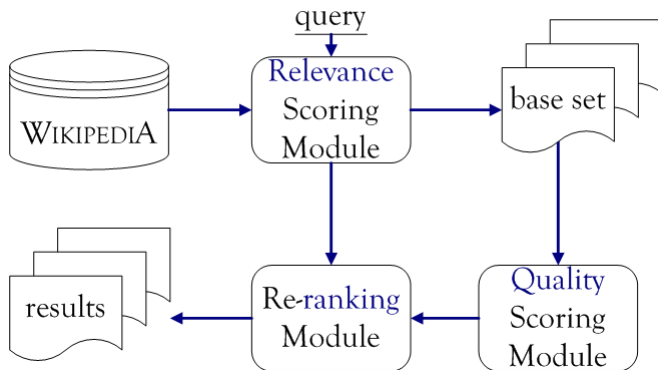 query
WIKIPEDIA
Relevance
Scoring
Module
base set
results
Re-ranking
Module
Quality
Scoring
Module